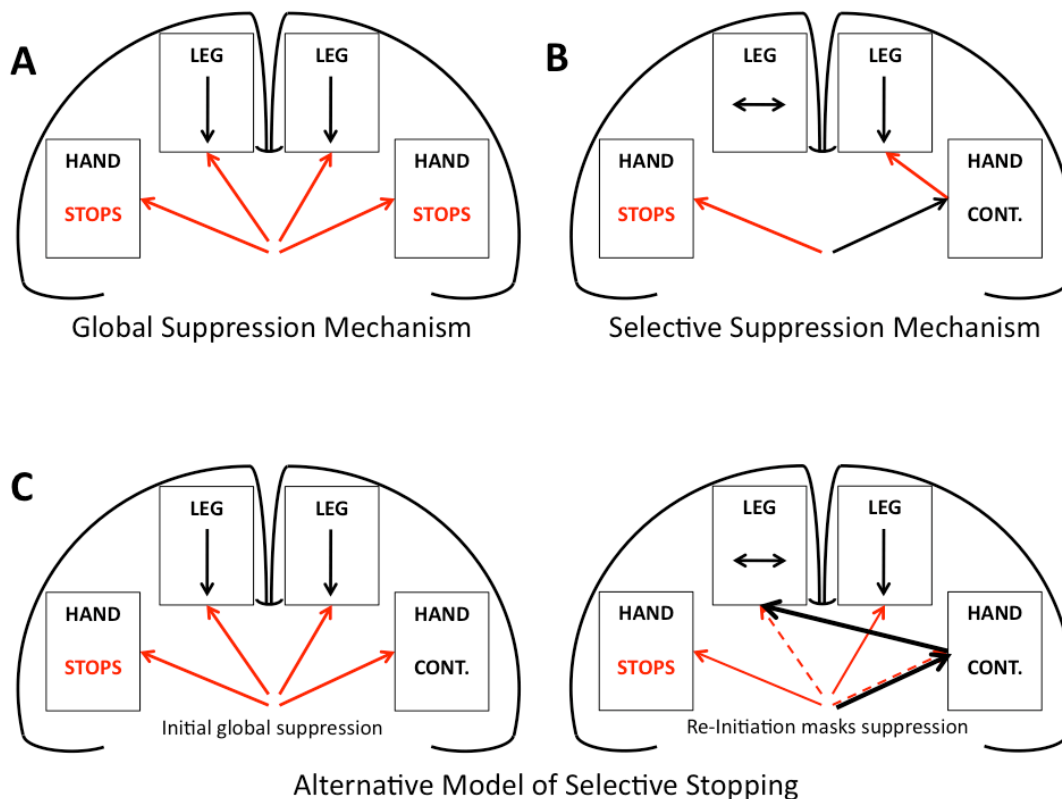 A
LEG
LEG
HAND
STOPS
HAND
STOPS
Global Suppression Mechanism
B
LEG
LEG
HAND
STOPS
HAND
CONT.
Selective Suppression Mechanism
C
LEG
LEG
HAND
STOPS
HAND
CONT.
Initial global suppression
LEG
LEG
HAND
STOPS
HAND
CONT.
Re-Initiation masks suppression
Alternative Model of Selective Stopping